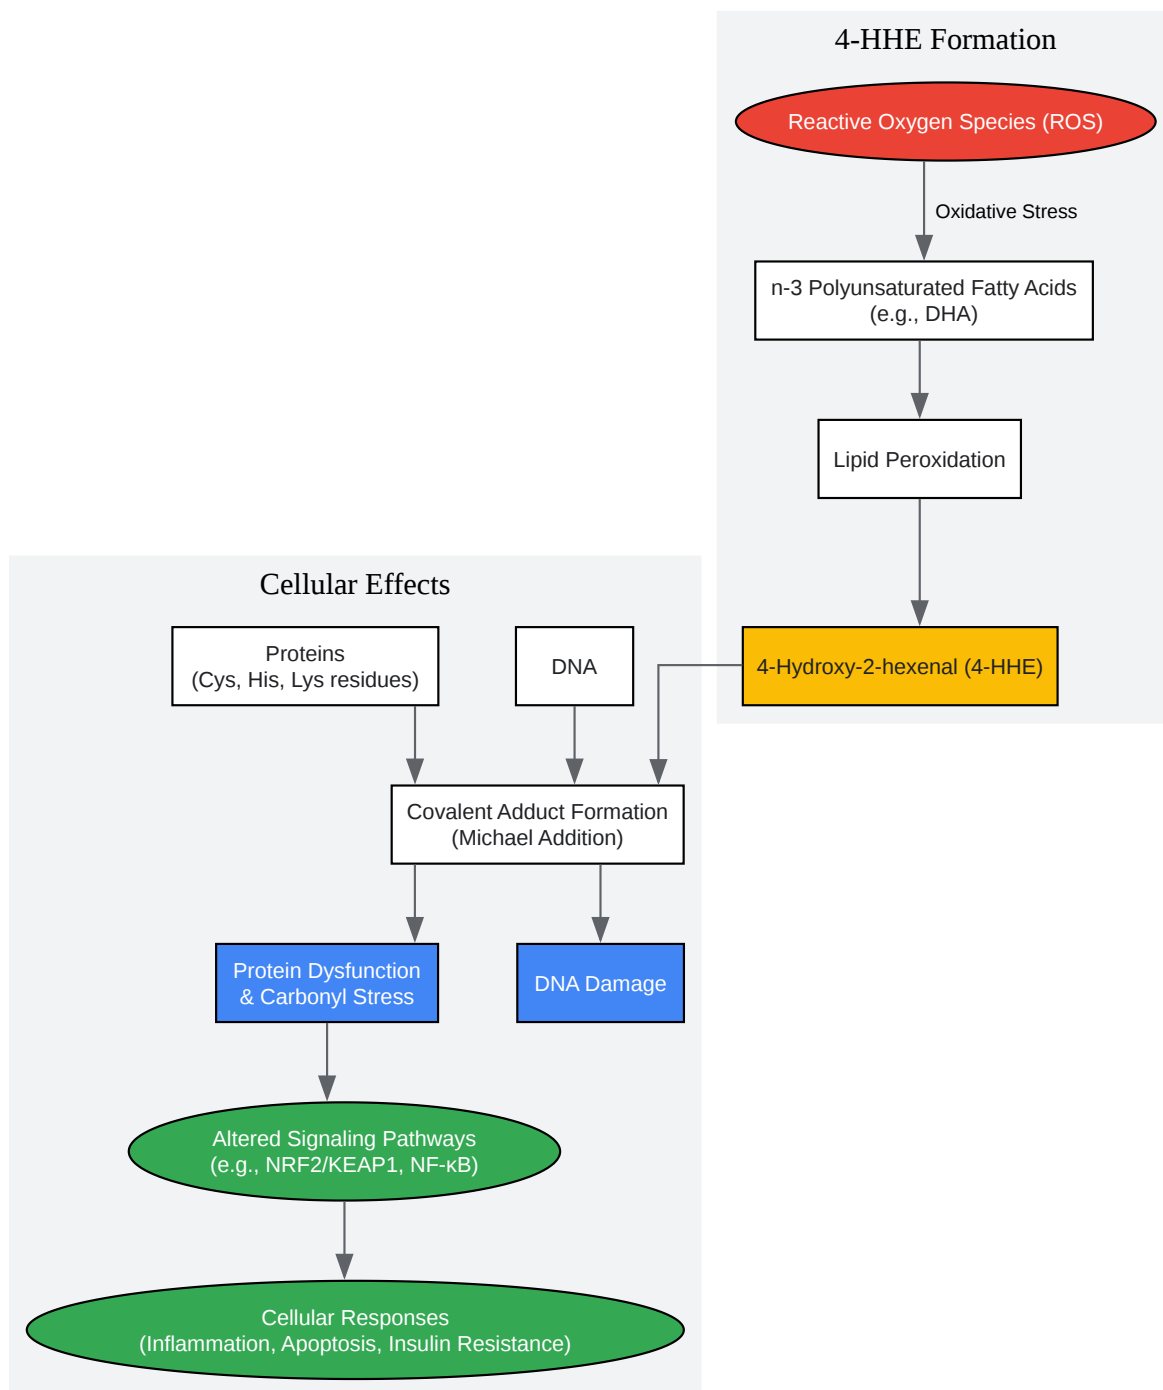 4-HHE Formation
Reactive Oxygen Species (ROS)
Oxidative Stress
n-3 Polyunsaturated Fatty Acids
(e.g., DHA)
Lipid Peroxidation
4-Hydroxy-2-hexenal (4-HHE)
Cellular Effects
Proteins
(Cys, His, Lys residues)
DNA
Covalent Adduct Formation
(Michael Addition)
Protein Dysfunction
& Carbonyl Stress
DNA Damage
Altered Signaling Pathways
(e.g., NRF2/KEAP1, NF-κB)
Cellular Responses
(Inflammation, Apoptosis, Insulin Resistance)